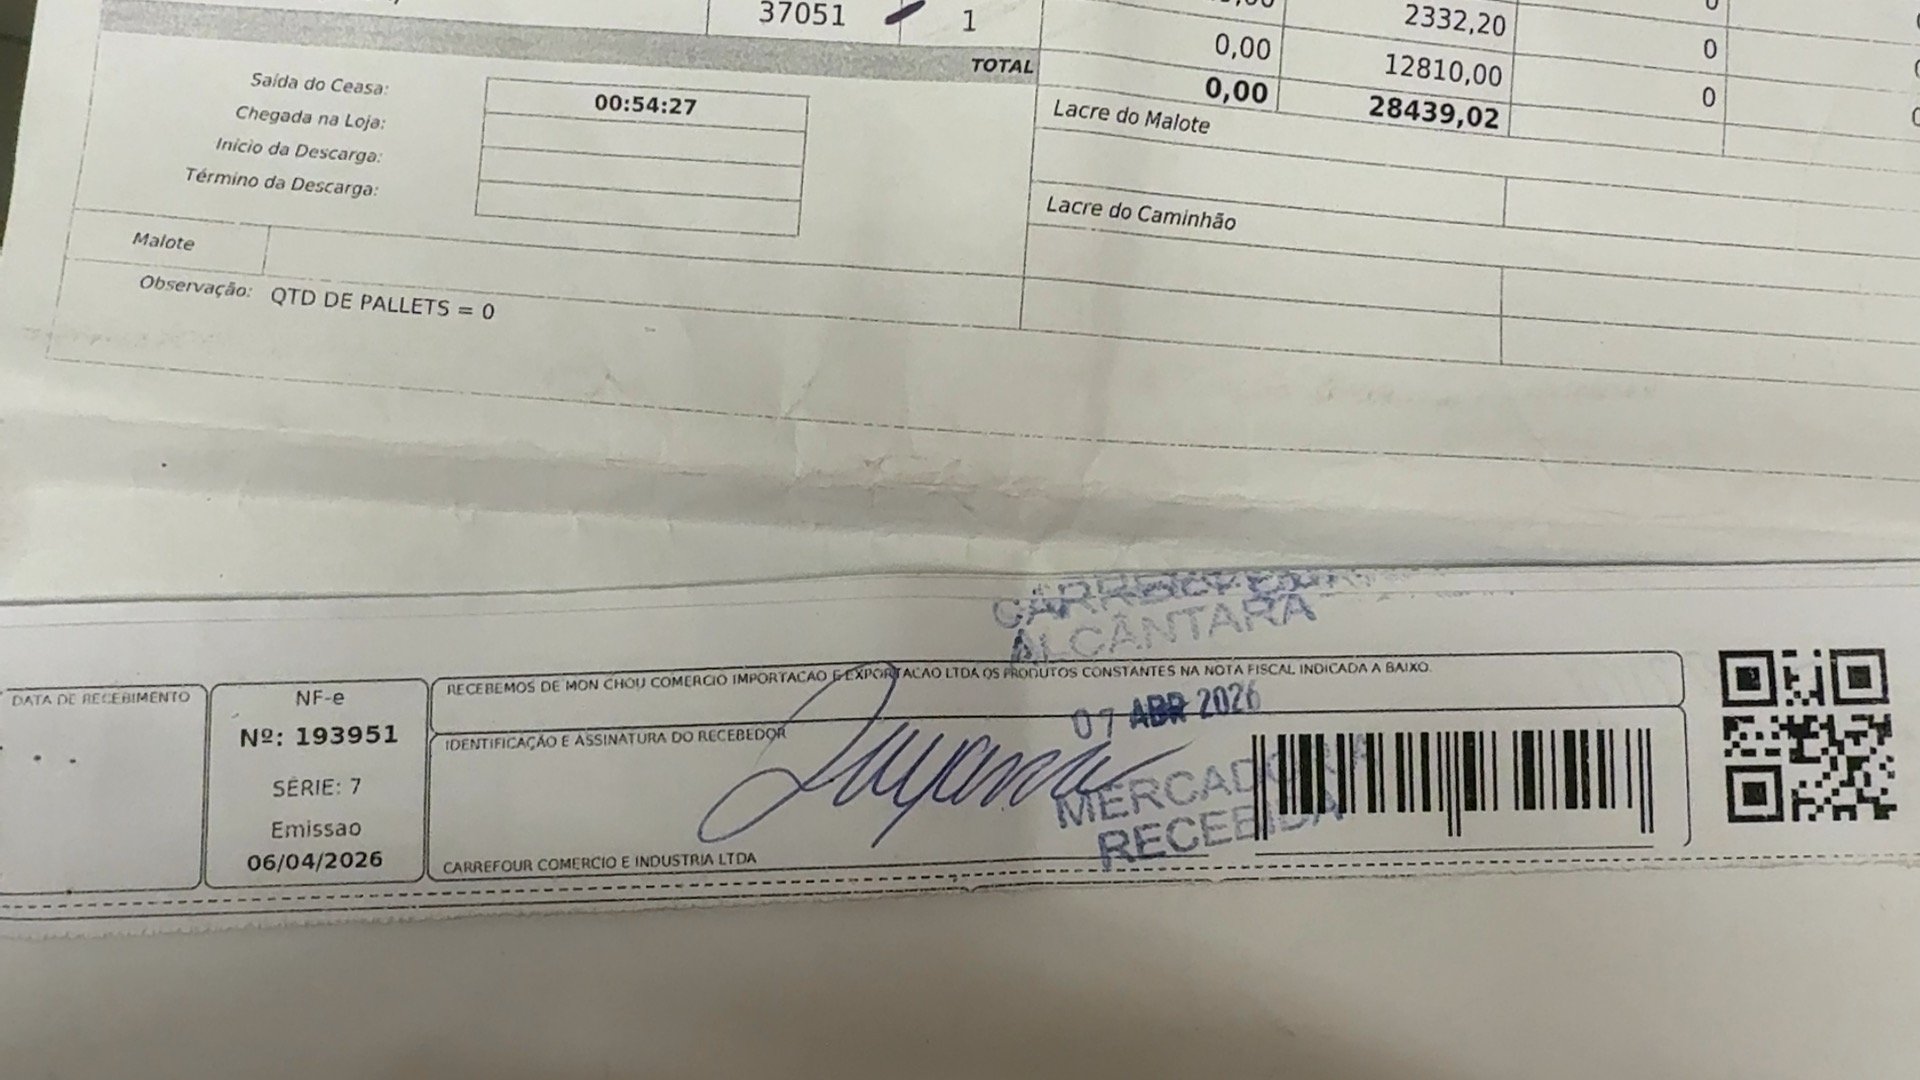 37051 1
2332,20 0
0,00 12810,00 0
TOTAL 0,00 28439,02 0
Saída do Ceasa: 00:54:27
Chegada na Loja:
Início da Descarga:
Término da Descarga:
Lacre do Malote
Lacre do Caminhão
Malote
Observação: QTD DE PALLETS = 0
ALCÂNTARA
DATA DE RECEBIMENTO
NF-e
Nº: 193951
SÉRIE: 7
Emissao
06/04/2026
RECEBEMOS DE MON CHOU COMERCIO IMPORTACAO E EXPORTACAO LTDA OS PRODUTOS CONSTANTES NA NOTA FISCAL INDICADA A BAIXO.
07 ABR 2026
IDENTIFICAÇÃO E ASSINATURA DO RECEBEDOR
MERCADORIA
RECEBIDA
CARREFOUR COMERCIO E INDUSTRIA LTDA